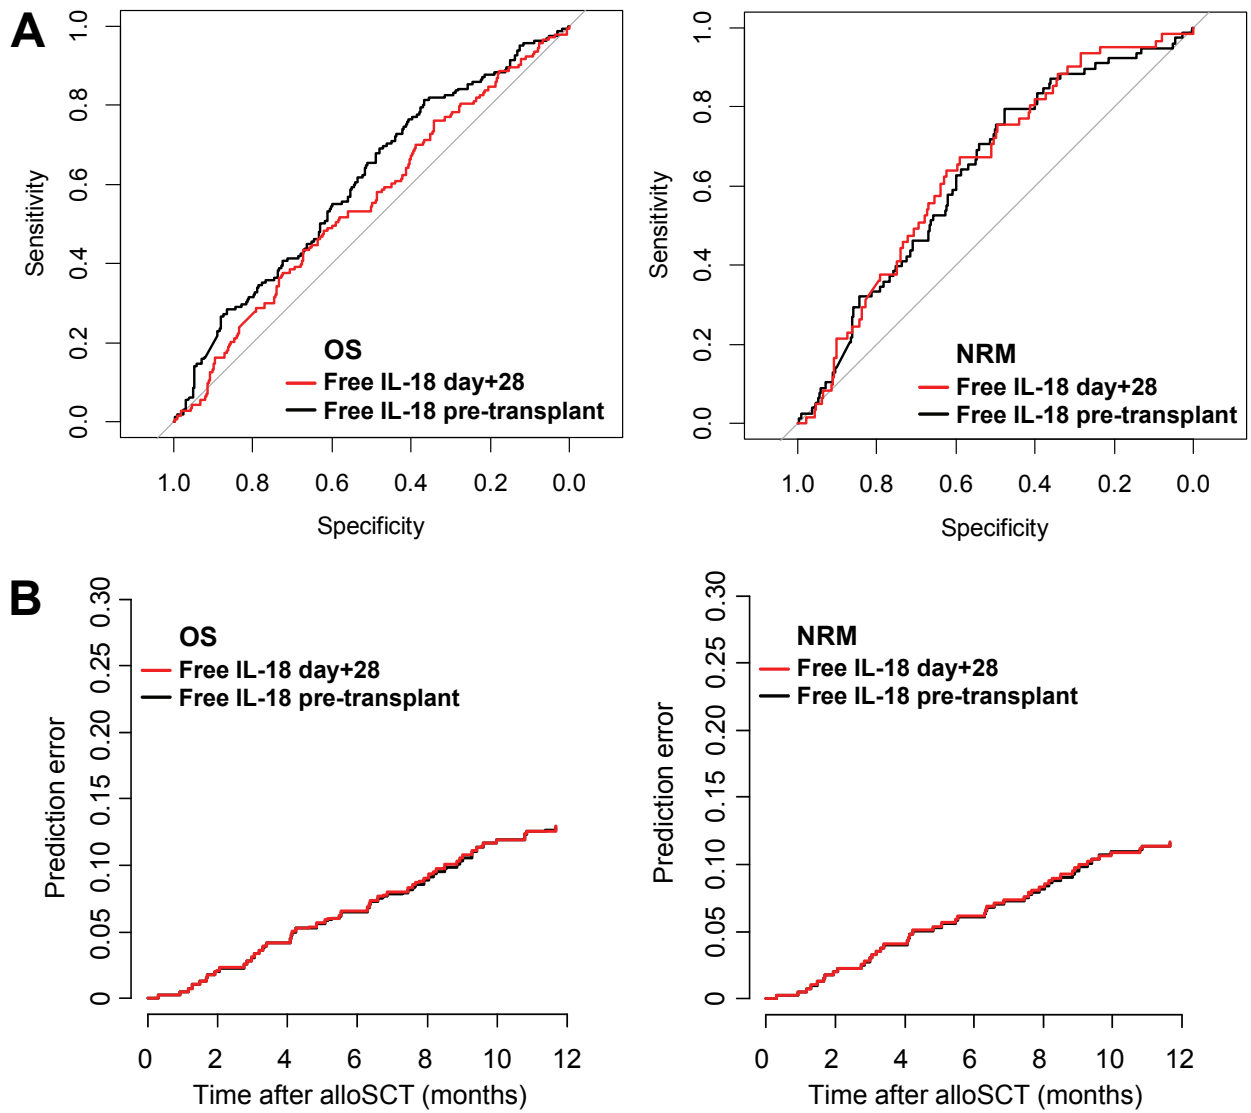 A
1.0
0.8
0.6
0.4
0.2
0.0
Sensitivity
OS
Free IL-18 day+28
Free IL-18 pre-transplant
1.0 0.8 0.6 0.4 0.2 0.0
Specificity
1.0
0.8
0.6
0.4
0.2
0.0
Sensitivity
NRM
Free IL-18 day+28
Free IL-18 pre-transplant
1.0 0.8 0.6 0.4 0.2 0.0
Specificity
B
0.30
0.25
0.20
0.15
0.10
0.05
0
Prediction error
OS
Free IL-18 day+28
Free IL-18 pre-transplant
0 2 4 6 8 10 12
Time after alloSCT (months)
0.30
0.25
0.20
0.15
0.10
0.05
0
Prediction error
NRM
Free IL-18 day+28
Free IL-18 pre-transplant
0 2 4 6 8 10 12
Time after alloSCT (months)